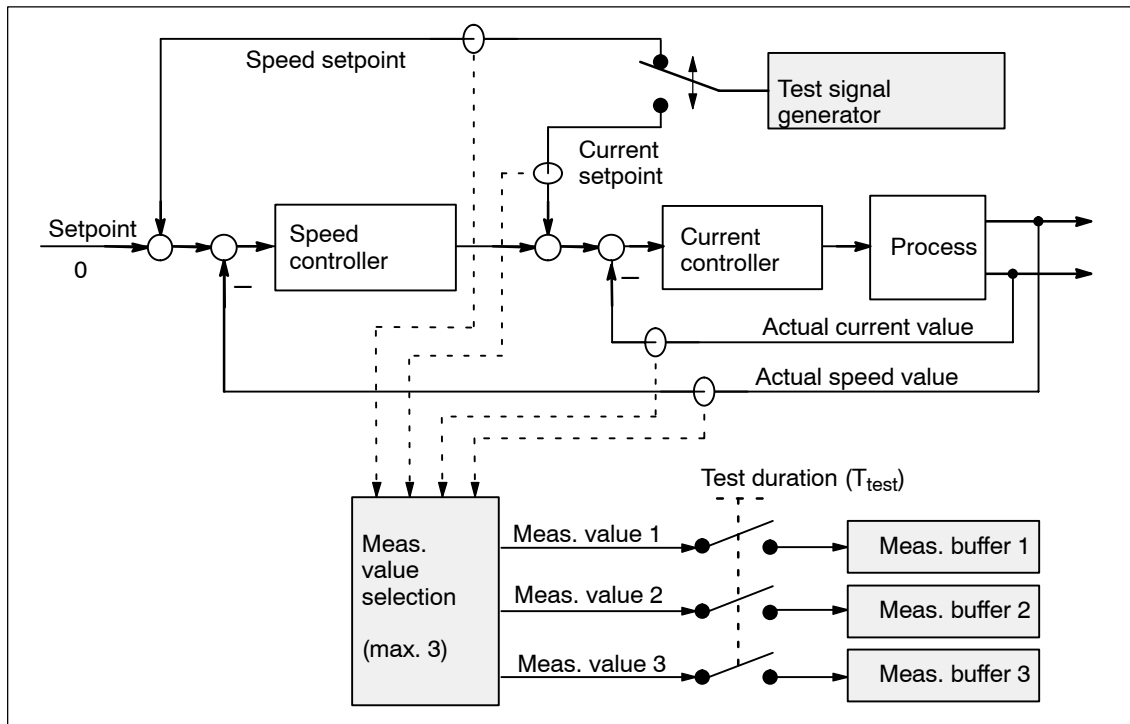 Speed setpoint
Test signal
generator
Current
setpoint
Setpoint
0
Speed
controller
Current
controller
Process
–
–
Actual current value
Actual speed value
Test duration (Ttest)
Meas.
value
selection
(max. 3)
Meas. value 1
Meas. buffer 1
Meas. value 2
Meas. buffer 2
Meas. value 3
Meas. buffer 3